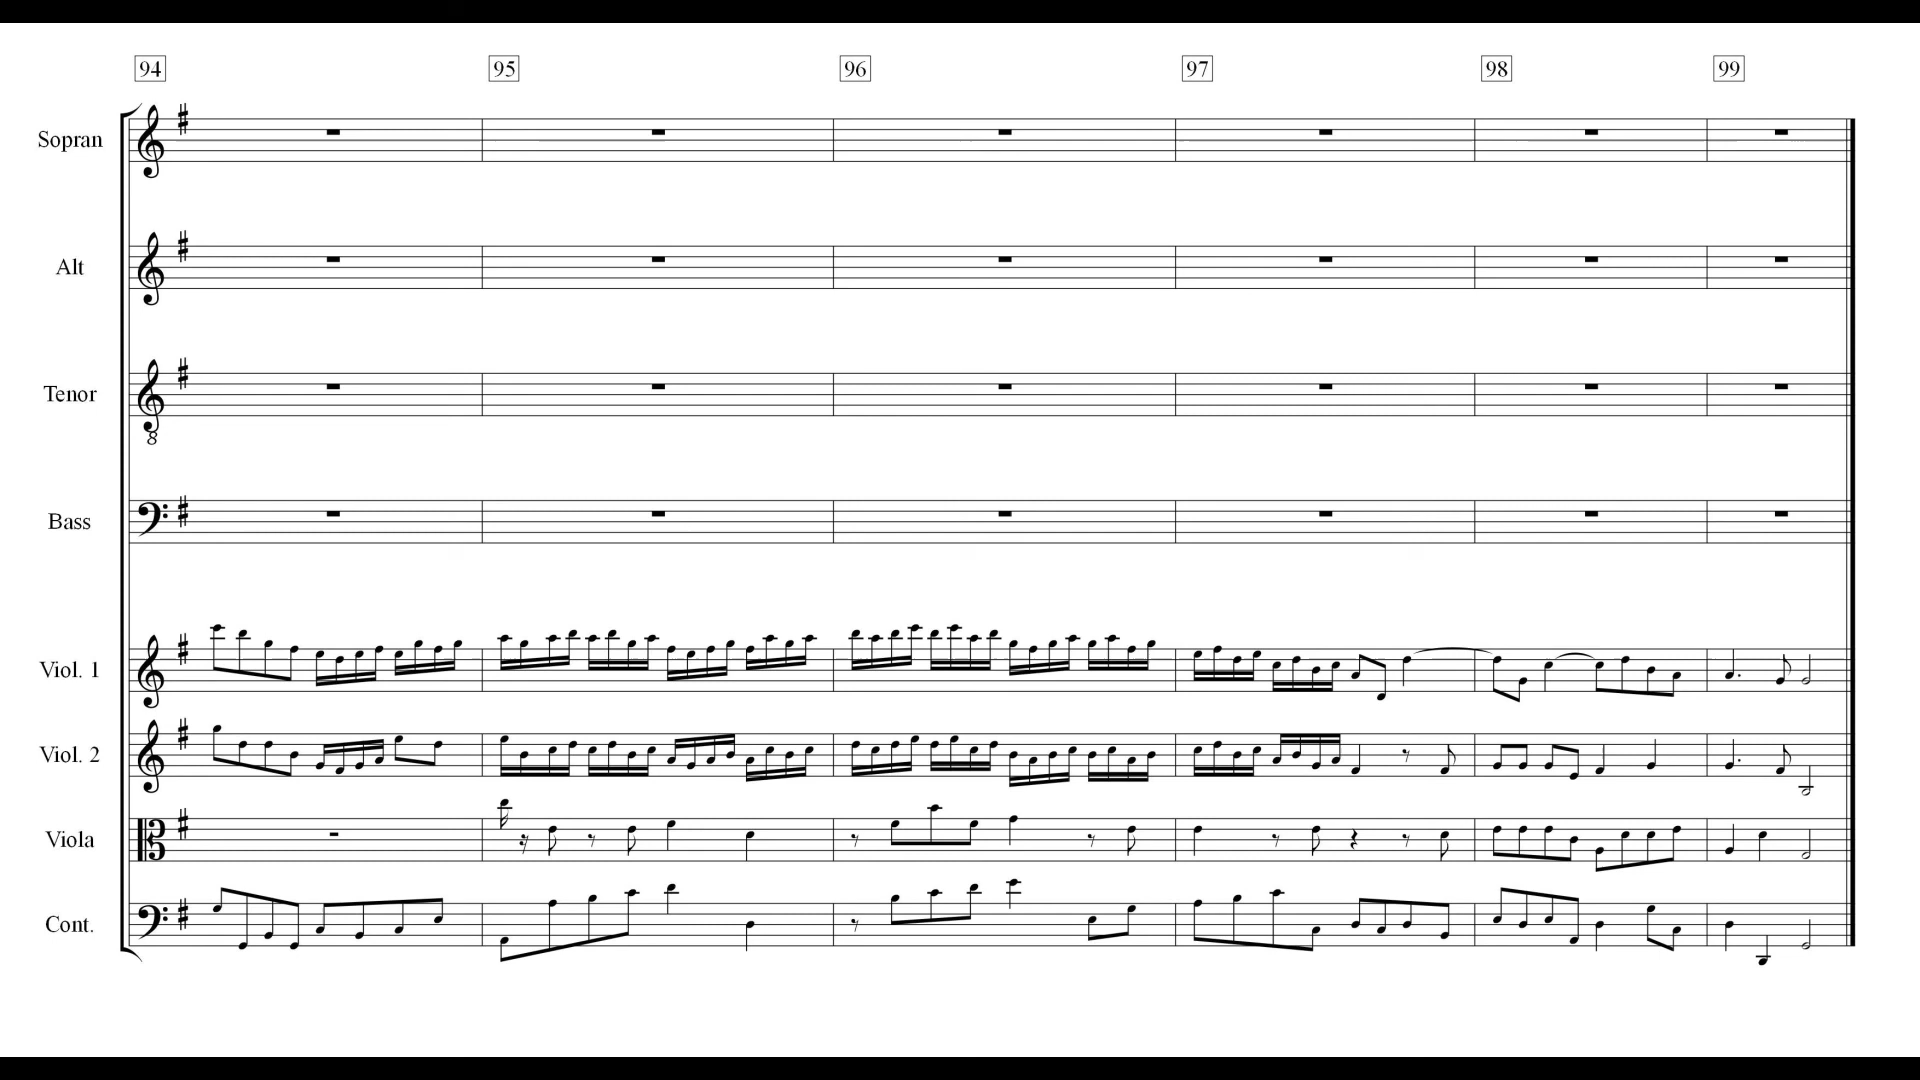 94 95 96 97 98 99
Sopran
Alt
Tenor
8
Bass
Viol. 1
Viol. 2
Viola
Cont.